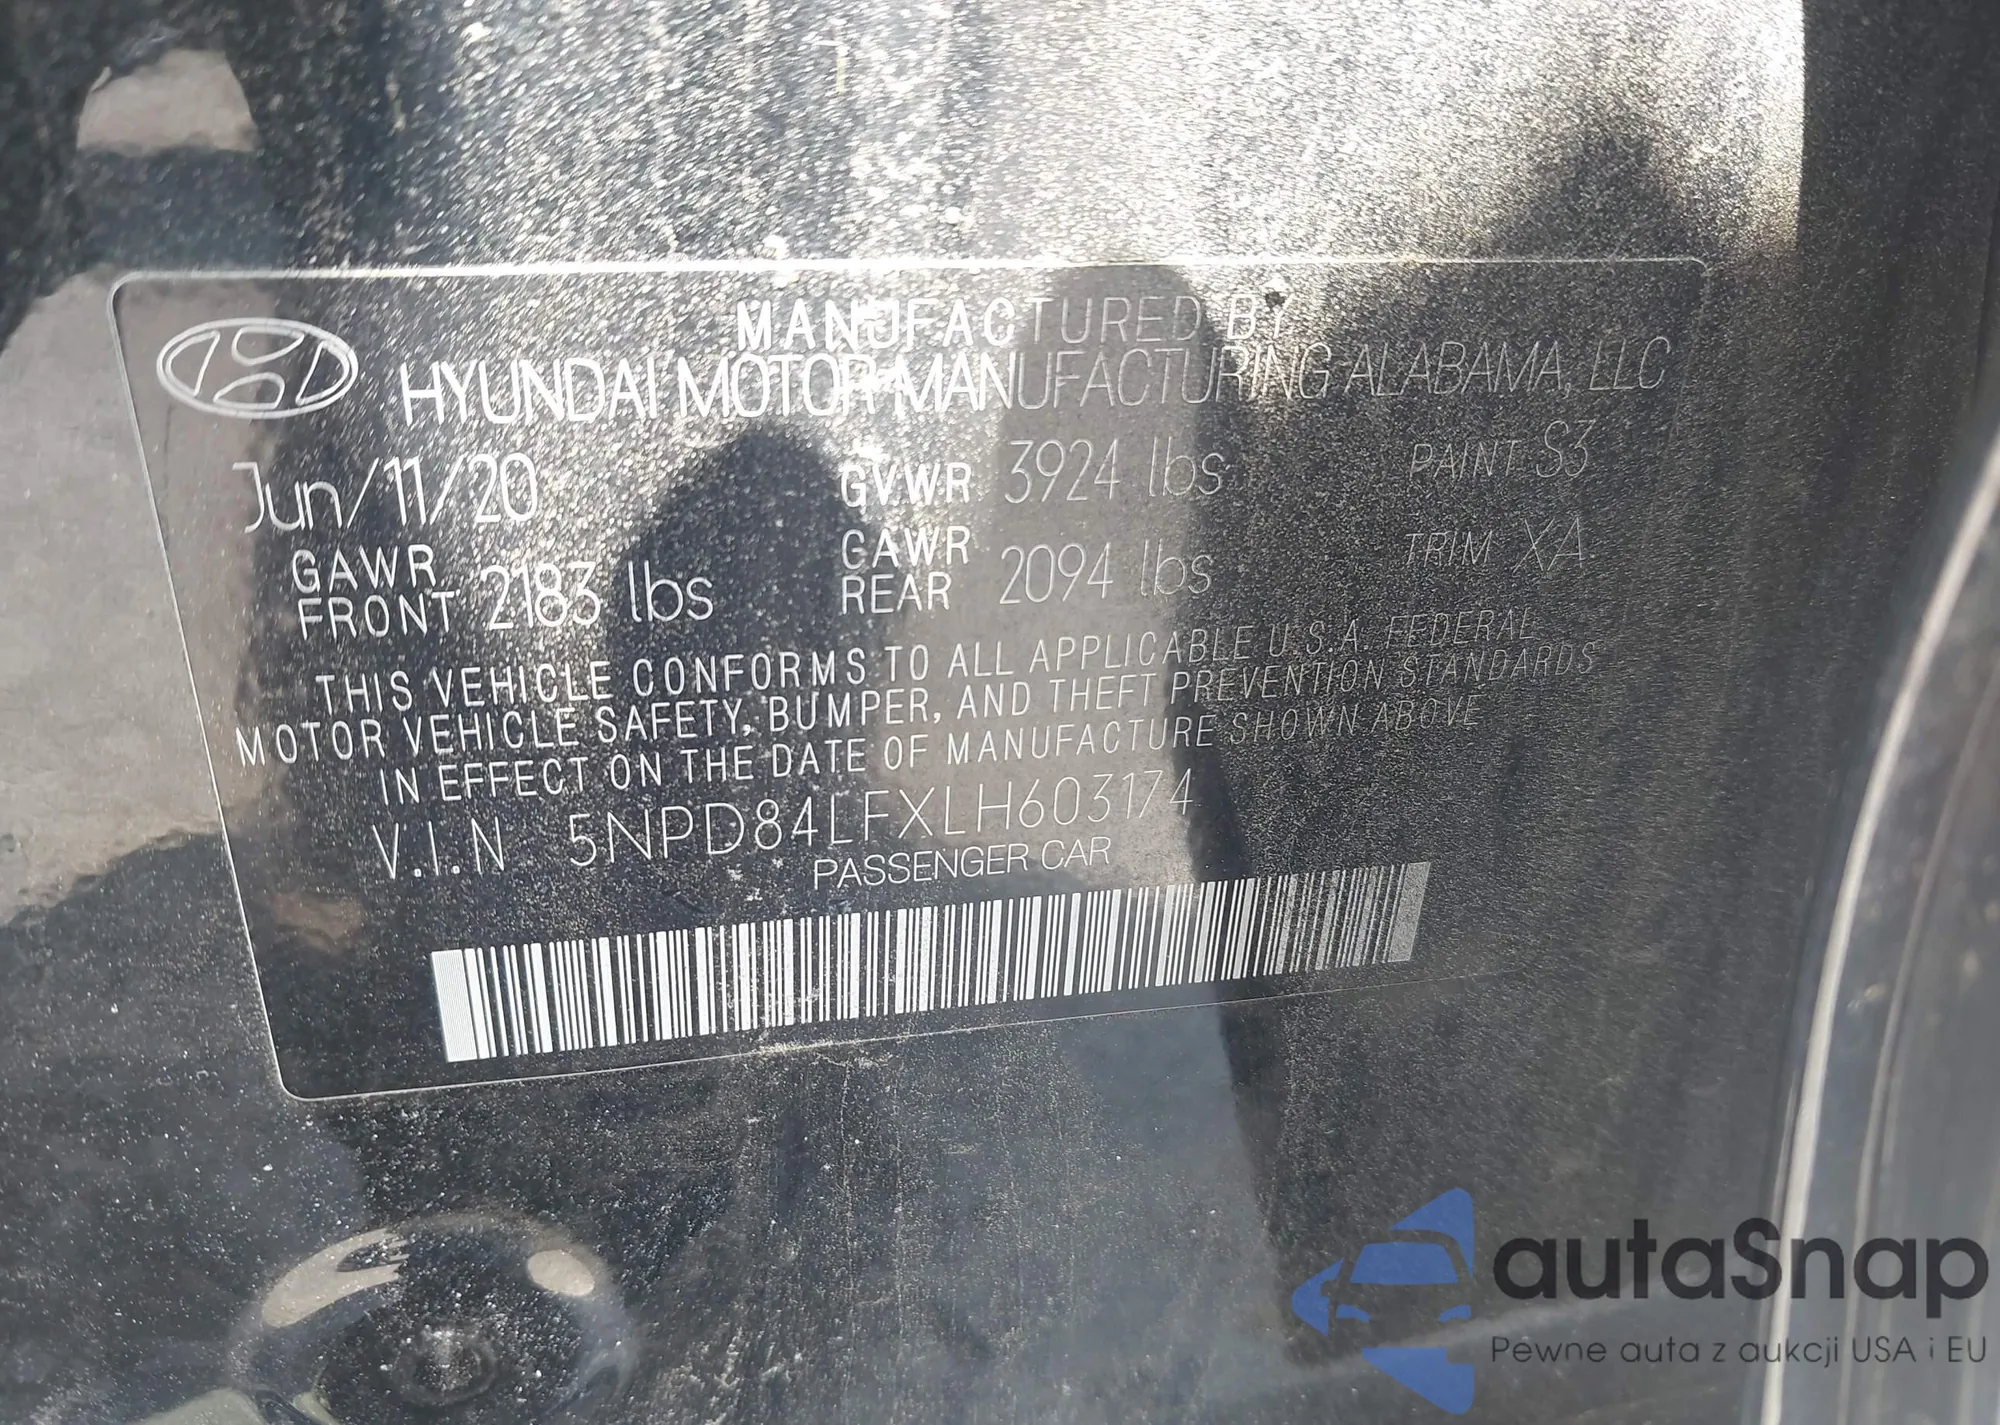 MANUFACTURED BY
HYUNDAI MOTOR MANUFACTURING ALABAMA, LLC
Jun/11/20 GVWR 3924 lbs PAINT S3
GAWR FRONT 2183 lbs GAWR REAR 2094 lbs TRIM XA
THIS VEHICLE CONFORMS TO ALL APPLICABLE U.S.A. FEDERAL
MOTOR VEHICLE SAFETY, BUMPER, AND THEFT PREVENTION STANDARDS
IN EFFECT ON THE DATE OF MANUFACTURE SHOWN ABOVE
V.I.N 5NPD84LFXLH603174
PASSENGER CAR
autaSnap
Pewne auta z aukcji USA i EU